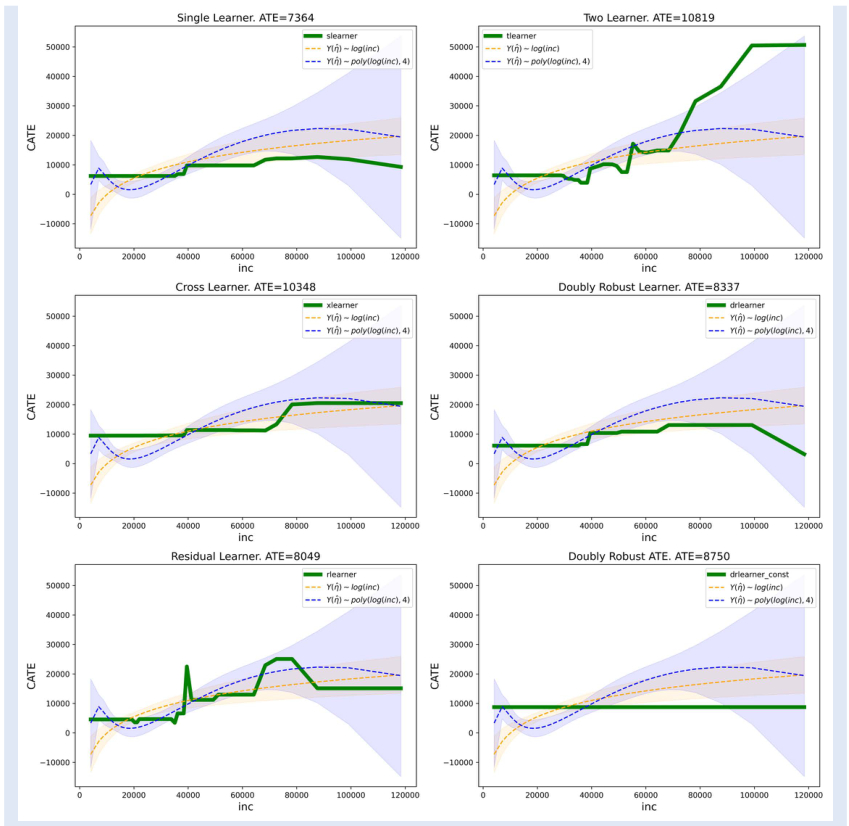 Single Learner. ATE=7364
slearner
Y(η̂) ~ log(inc)
Y(η̂) ~ poly(log(inc), 4)
50000
40000
30000
20000
10000
0
−10000
CATE
0 20000 40000 60000 80000 100000 120000
inc
Two Learner. ATE=10819
tlearner
Y(η̂) ~ log(inc)
Y(η̂) ~ poly(log(inc), 4)
50000
40000
30000
20000
10000
0
−10000
CATE
0 20000 40000 60000 80000 100000 120000
inc
Cross Learner. ATE=10348
xlearner
Y(η̂) ~ log(inc)
Y(η̂) ~ poly(log(inc), 4)
50000
40000
30000
20000
10000
0
−10000
CATE
0 20000 40000 60000 80000 100000 120000
inc
Doubly Robust Learner. ATE=8337
drlearner
Y(η̂) ~ log(inc)
Y(η̂) ~ poly(log(inc), 4)
50000
40000
30000
20000
10000
0
−10000
CATE
0 20000 40000 60000 80000 100000 120000
inc
Residual Learner. ATE=8049
rlearner
Y(η̂) ~ log(inc)
Y(η̂) ~ poly(log(inc), 4)
50000
40000
30000
20000
10000
0
−10000
CATE
0 20000 40000 60000 80000 100000 120000
inc
Doubly Robust ATE. ATE=8750
drlearner_const
Y(η̂) ~ log(inc)
Y(η̂) ~ poly(log(inc), 4)
50000
40000
30000
20000
10000
0
−10000
CATE
0 20000 40000 60000 80000 100000 120000
inc